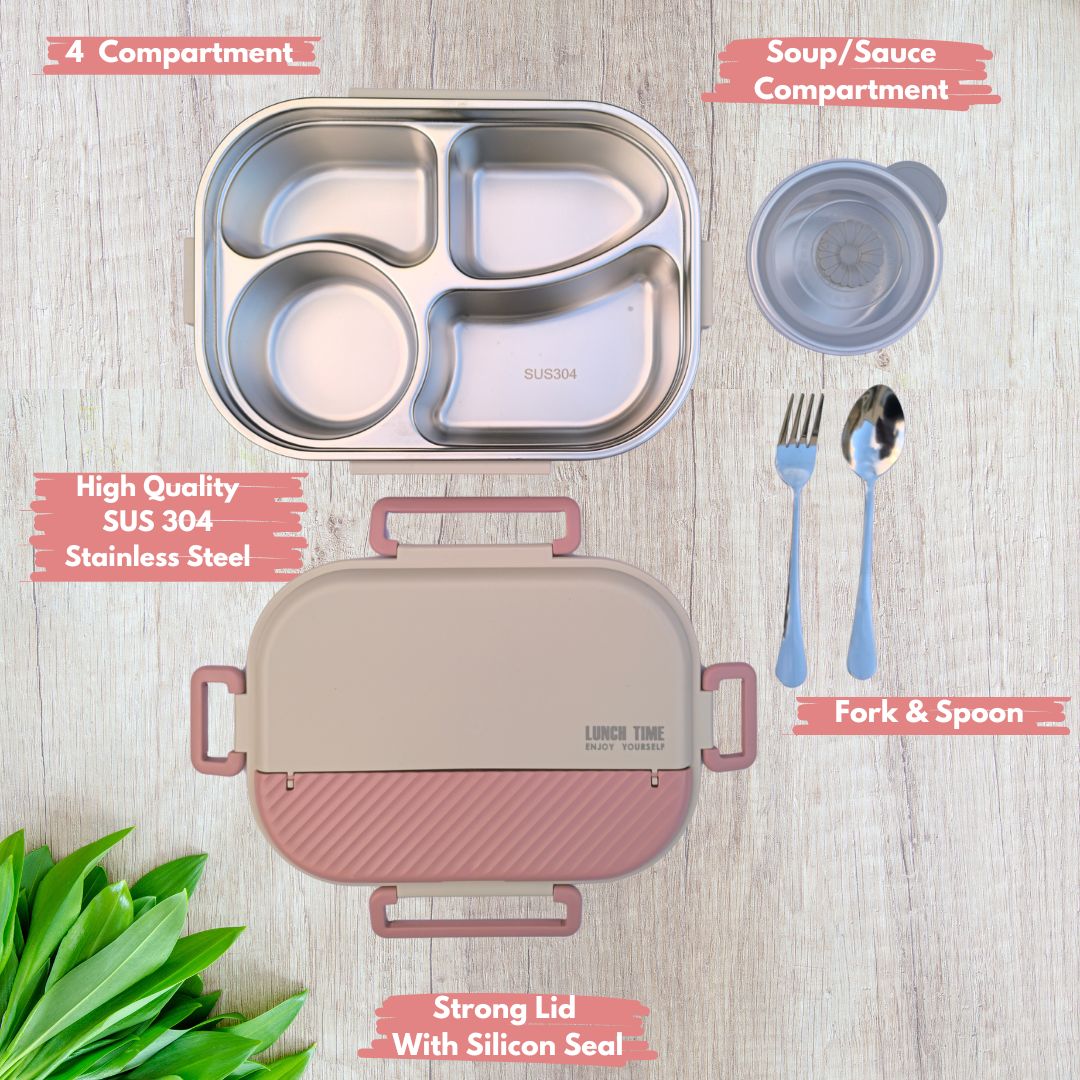 4 Compartment
Soup/Sauce
Compartment
SUS304
High Quality
SUS 304
Stainless Steel
LUNCH TIME
ENJOY YOURSELF
Fork & Spoon
Strong Lid
With Silicon Seal